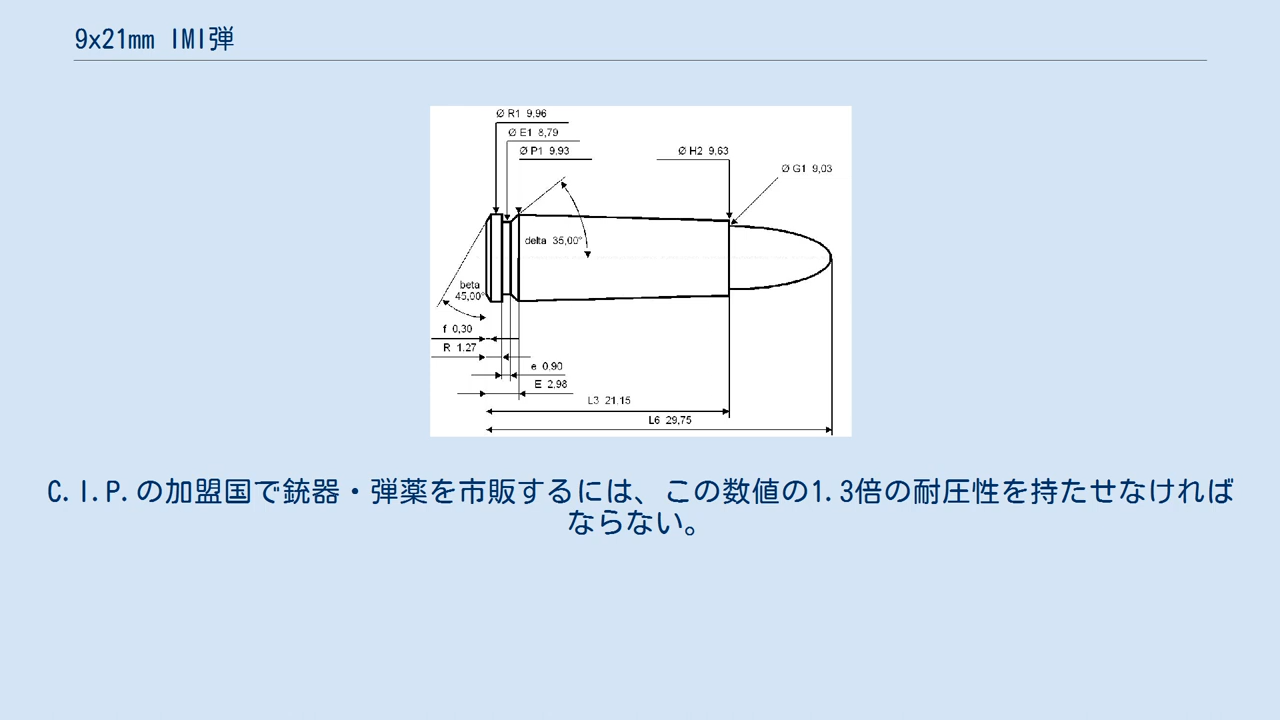 9x21mm IMI弾
Ø R1 9,96
Ø E1 8,79
Ø P1 9.93
Ø H2 9.63
Ø G1 9,03
delta 35,00°
beta
45,00°
f 0,30
R 1.27
e 0,90
E 2,98
L3 21,15
L6 29,75
C.I.P.の加盟国で銃器・弾薬を市販するには、この数値の1.3倍の耐圧性を持たせなければ
ならない。